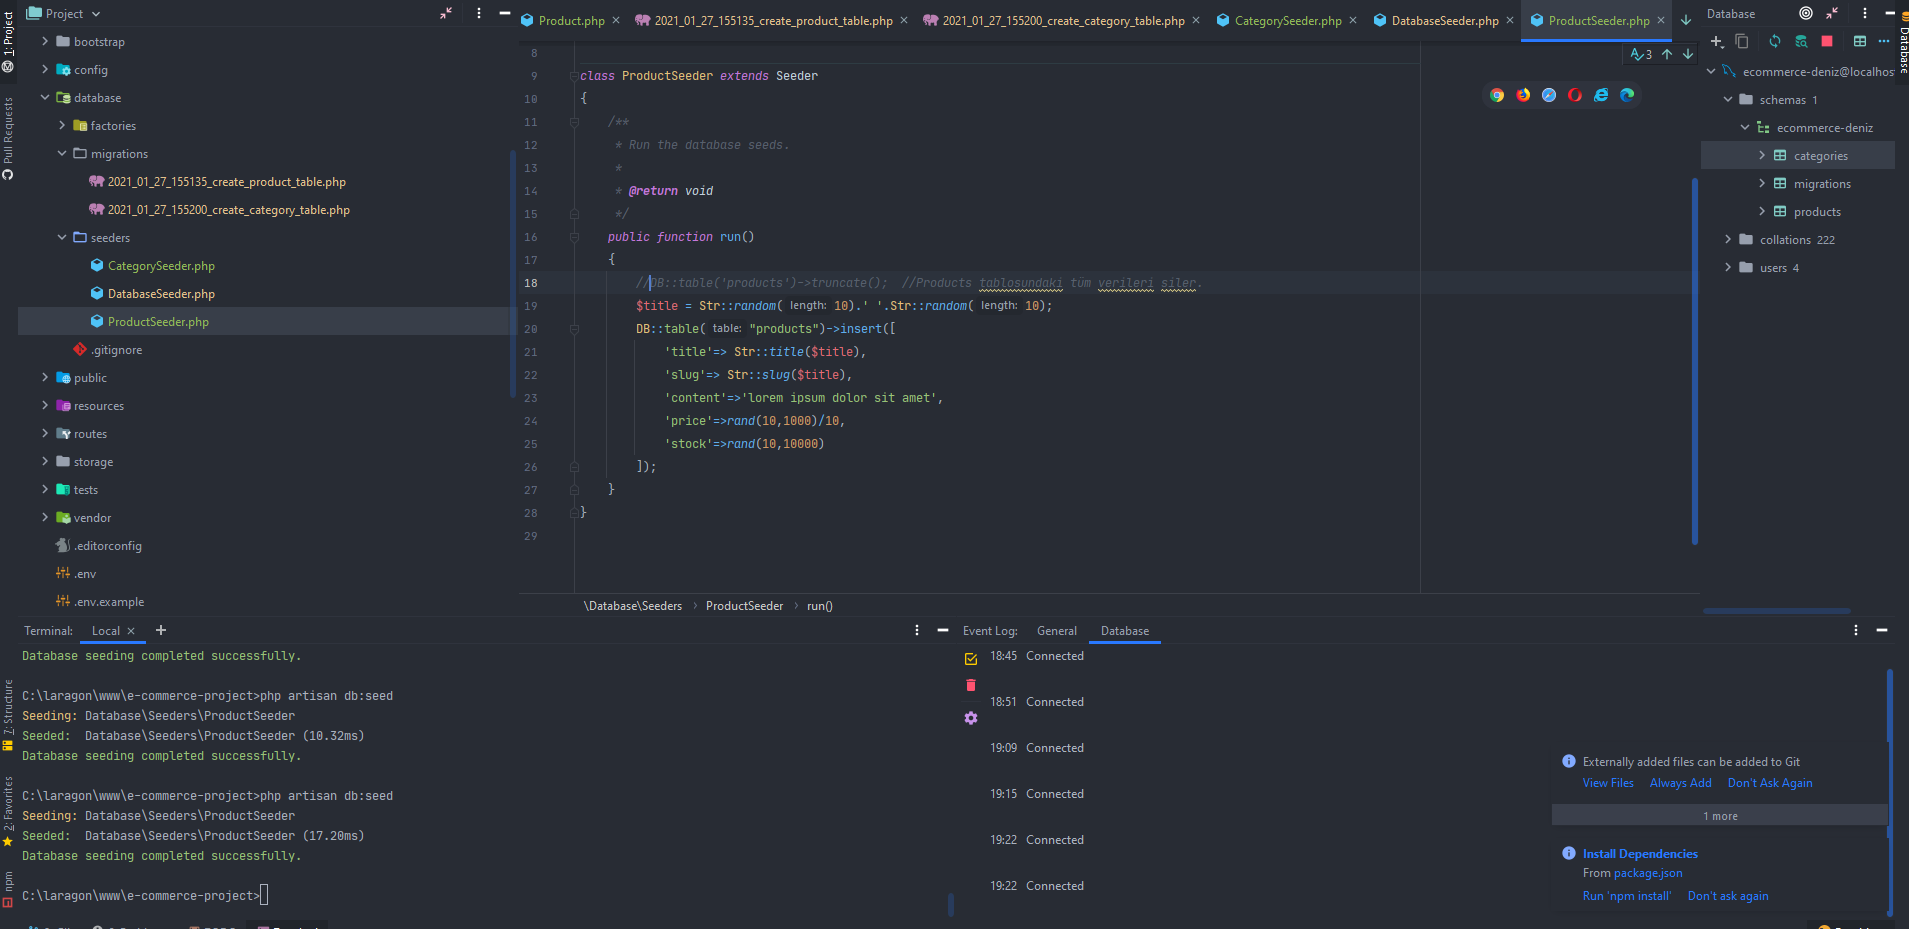 Project
Product.php
2021_01_27_155135_create_product_table.php
2021_01_27_155200_create_category_table.php
CategorySeeder.php
DatabaseSeeder.php
ProductSeeder.php
Database
1: Project
Pull Requests
7: Structure
2: Favorites
npm
Database
bootstrap
config
database
factories
migrations
2021_01_27_155135_create_product_table.php
2021_01_27_155200_create_category_table.php
seeders
CategorySeeder.php
DatabaseSeeder.php
ProductSeeder.php
.gitignore
public
resources
routes
storage
tests
vendor
.editorconfig
.env
.env.example
3
8
9 class ProductSeeder extends Seeder
10 {
11 /**
12 * Run the database seeds.
13 *
14 * @return void
15 */
16 public function run()
17 {
18 //DB::table('products')->truncate(); //Products tablosundaki tüm verileri siler.
19 $title = Str::random( length: 10).' '.Str::random( length: 10);
20 DB::table( table: "products")->insert([
21 'title'=> Str::title($title),
22 'slug'=> Str::slug($title),
23 'content'=>'lorem ipsum dolor sit amet',
24 'price'=>rand(10,1000)/10,
25 'stock'=>rand(10,10000)
26 ]);
27 }
28 }
29
\Database\Seeders › ProductSeeder › run()
ecommerce-deniz@localhos
schemas 1
ecommerce-deniz
categories
migrations
products
collations 222
users 4
Terminal: Local
Database seeding completed successfully.
C:\laragon\www\e-commerce-project>php artisan db:seed
Seeding: Database\Seeders\ProductSeeder
Seeded: Database\Seeders\ProductSeeder (10.32ms)
Database seeding completed successfully.
C:\laragon\www\e-commerce-project>php artisan db:seed
Seeding: Database\Seeders\ProductSeeder
Seeded: Database\Seeders\ProductSeeder (17.20ms)
Database seeding completed successfully.
C:\laragon\www\e-commerce-project>
Event Log: General Database
18:45 Connected
18:51 Connected
19:09 Connected
19:15 Connected
19:22 Connected
19:22 Connected
Externally added files can be added to Git
View Files Always Add Don't Ask Again
1 more
Install Dependencies
From package.json
Run 'npm install' Don't ask again